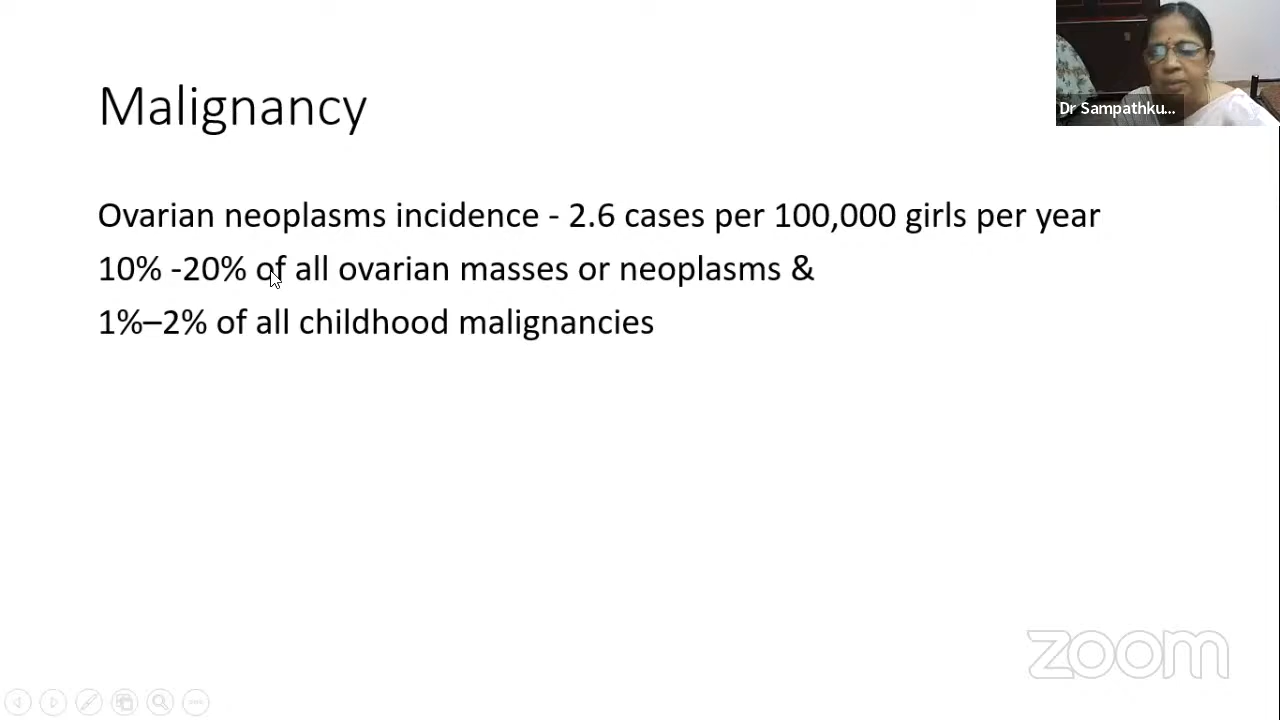 Malignancy
Dr Sampathku...
Ovarian neoplasms incidence - 2.6 cases per 100,000 girls per year
10% -20% of all ovarian masses or neoplasms &
1%–2% of all childhood malignancies
zoom